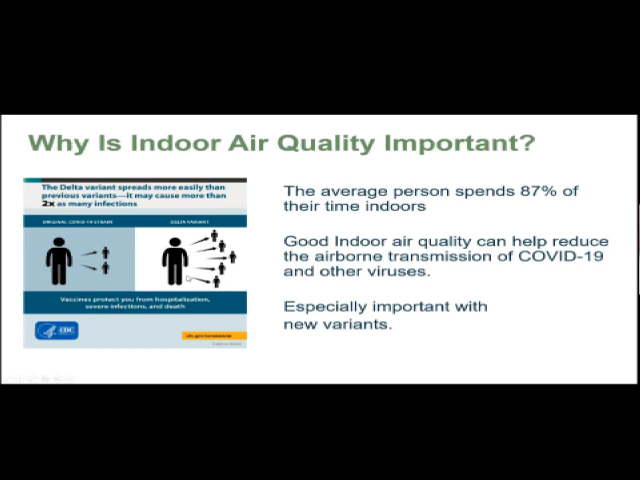 Why Is Indoor Air Quality Important?
The Delta variant spreads more easily than
previous variants—it may cause more than
2x as many infections
ORIGINAL COVID-19 STRAIN
DELTA VARIANT
Vaccines protect you from hospitalization,
severe infections, and death
CDC
The average person spends 87% of
their time indoors
Good Indoor air quality can help reduce
the airborne transmission of COVID-19
and other viruses.
Especially important with
new variants.